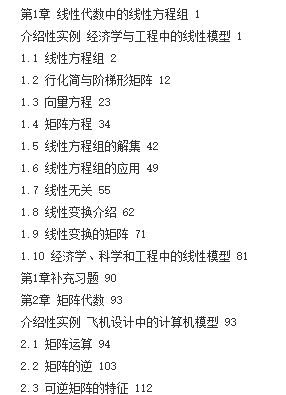 第1章 线性代数中的线性方程组 1
介绍性实例 经济学与工程中的线性模型 1
1.1 线性方程组 2
1.2 行化简与阶梯形矩阵 12
1.3 向量方程 23
1.4 矩阵方程 34
1.5 线性方程组的解集 42
1.6 线性方程组的应用 49
1.7 线性无关 55
1.8 线性变换介绍 62
1.9 线性变换的矩阵 71
1.10 经济学、科学和工程中的线性模型 81
第1章补充习题 90
第2章 矩阵代数 93
介绍性实例 飞机设计中的计算机模型 93
2.1 矩阵运算 94
2.2 矩阵的逆 103
2.3 可逆矩阵的特征 112